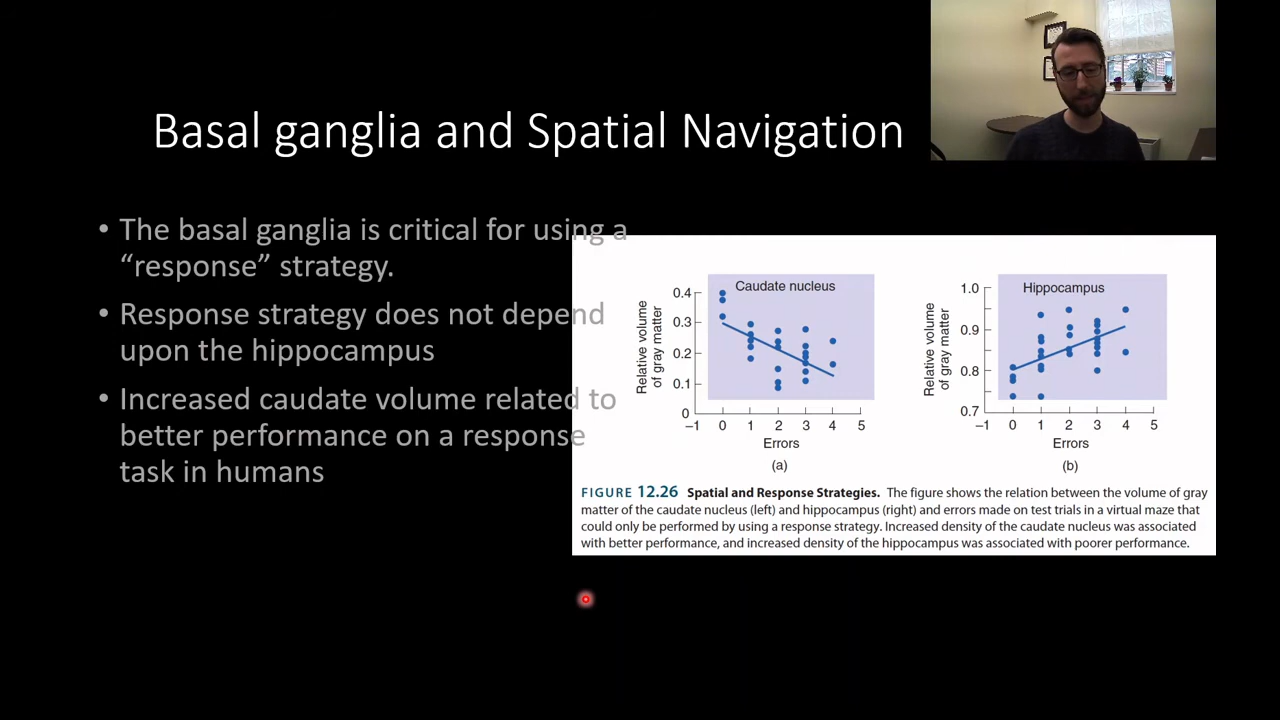 Basal ganglia and Spatial Navigation
• The basal ganglia is critical for using a
“response” strategy.
• Response strategy does not depend
upon the hippocampus
• Increased caudate volume related to
better performance on a response
task in humans
Caudate nucleus
Relative volume
of gray matter
0.4
0.3
0.2
0.1
0
−1 0 1 2 3 4 5
Errors
(a)
Hippocampus
Relative volume
of gray matter
1.0
0.9
0.8
0.7
−1 0 1 2 3 4 5
Errors
(b)
FIGURE 12.26 Spatial and Response Strategies. The figure shows the relation between the volume of gray
matter of the caudate nucleus (left) and hippocampus (right) and errors made on test trials in a virtual maze that
could only be performed by using a response strategy. Increased density of the caudate nucleus was associated
with better performance, and increased density of the hippocampus was associated with poorer performance.